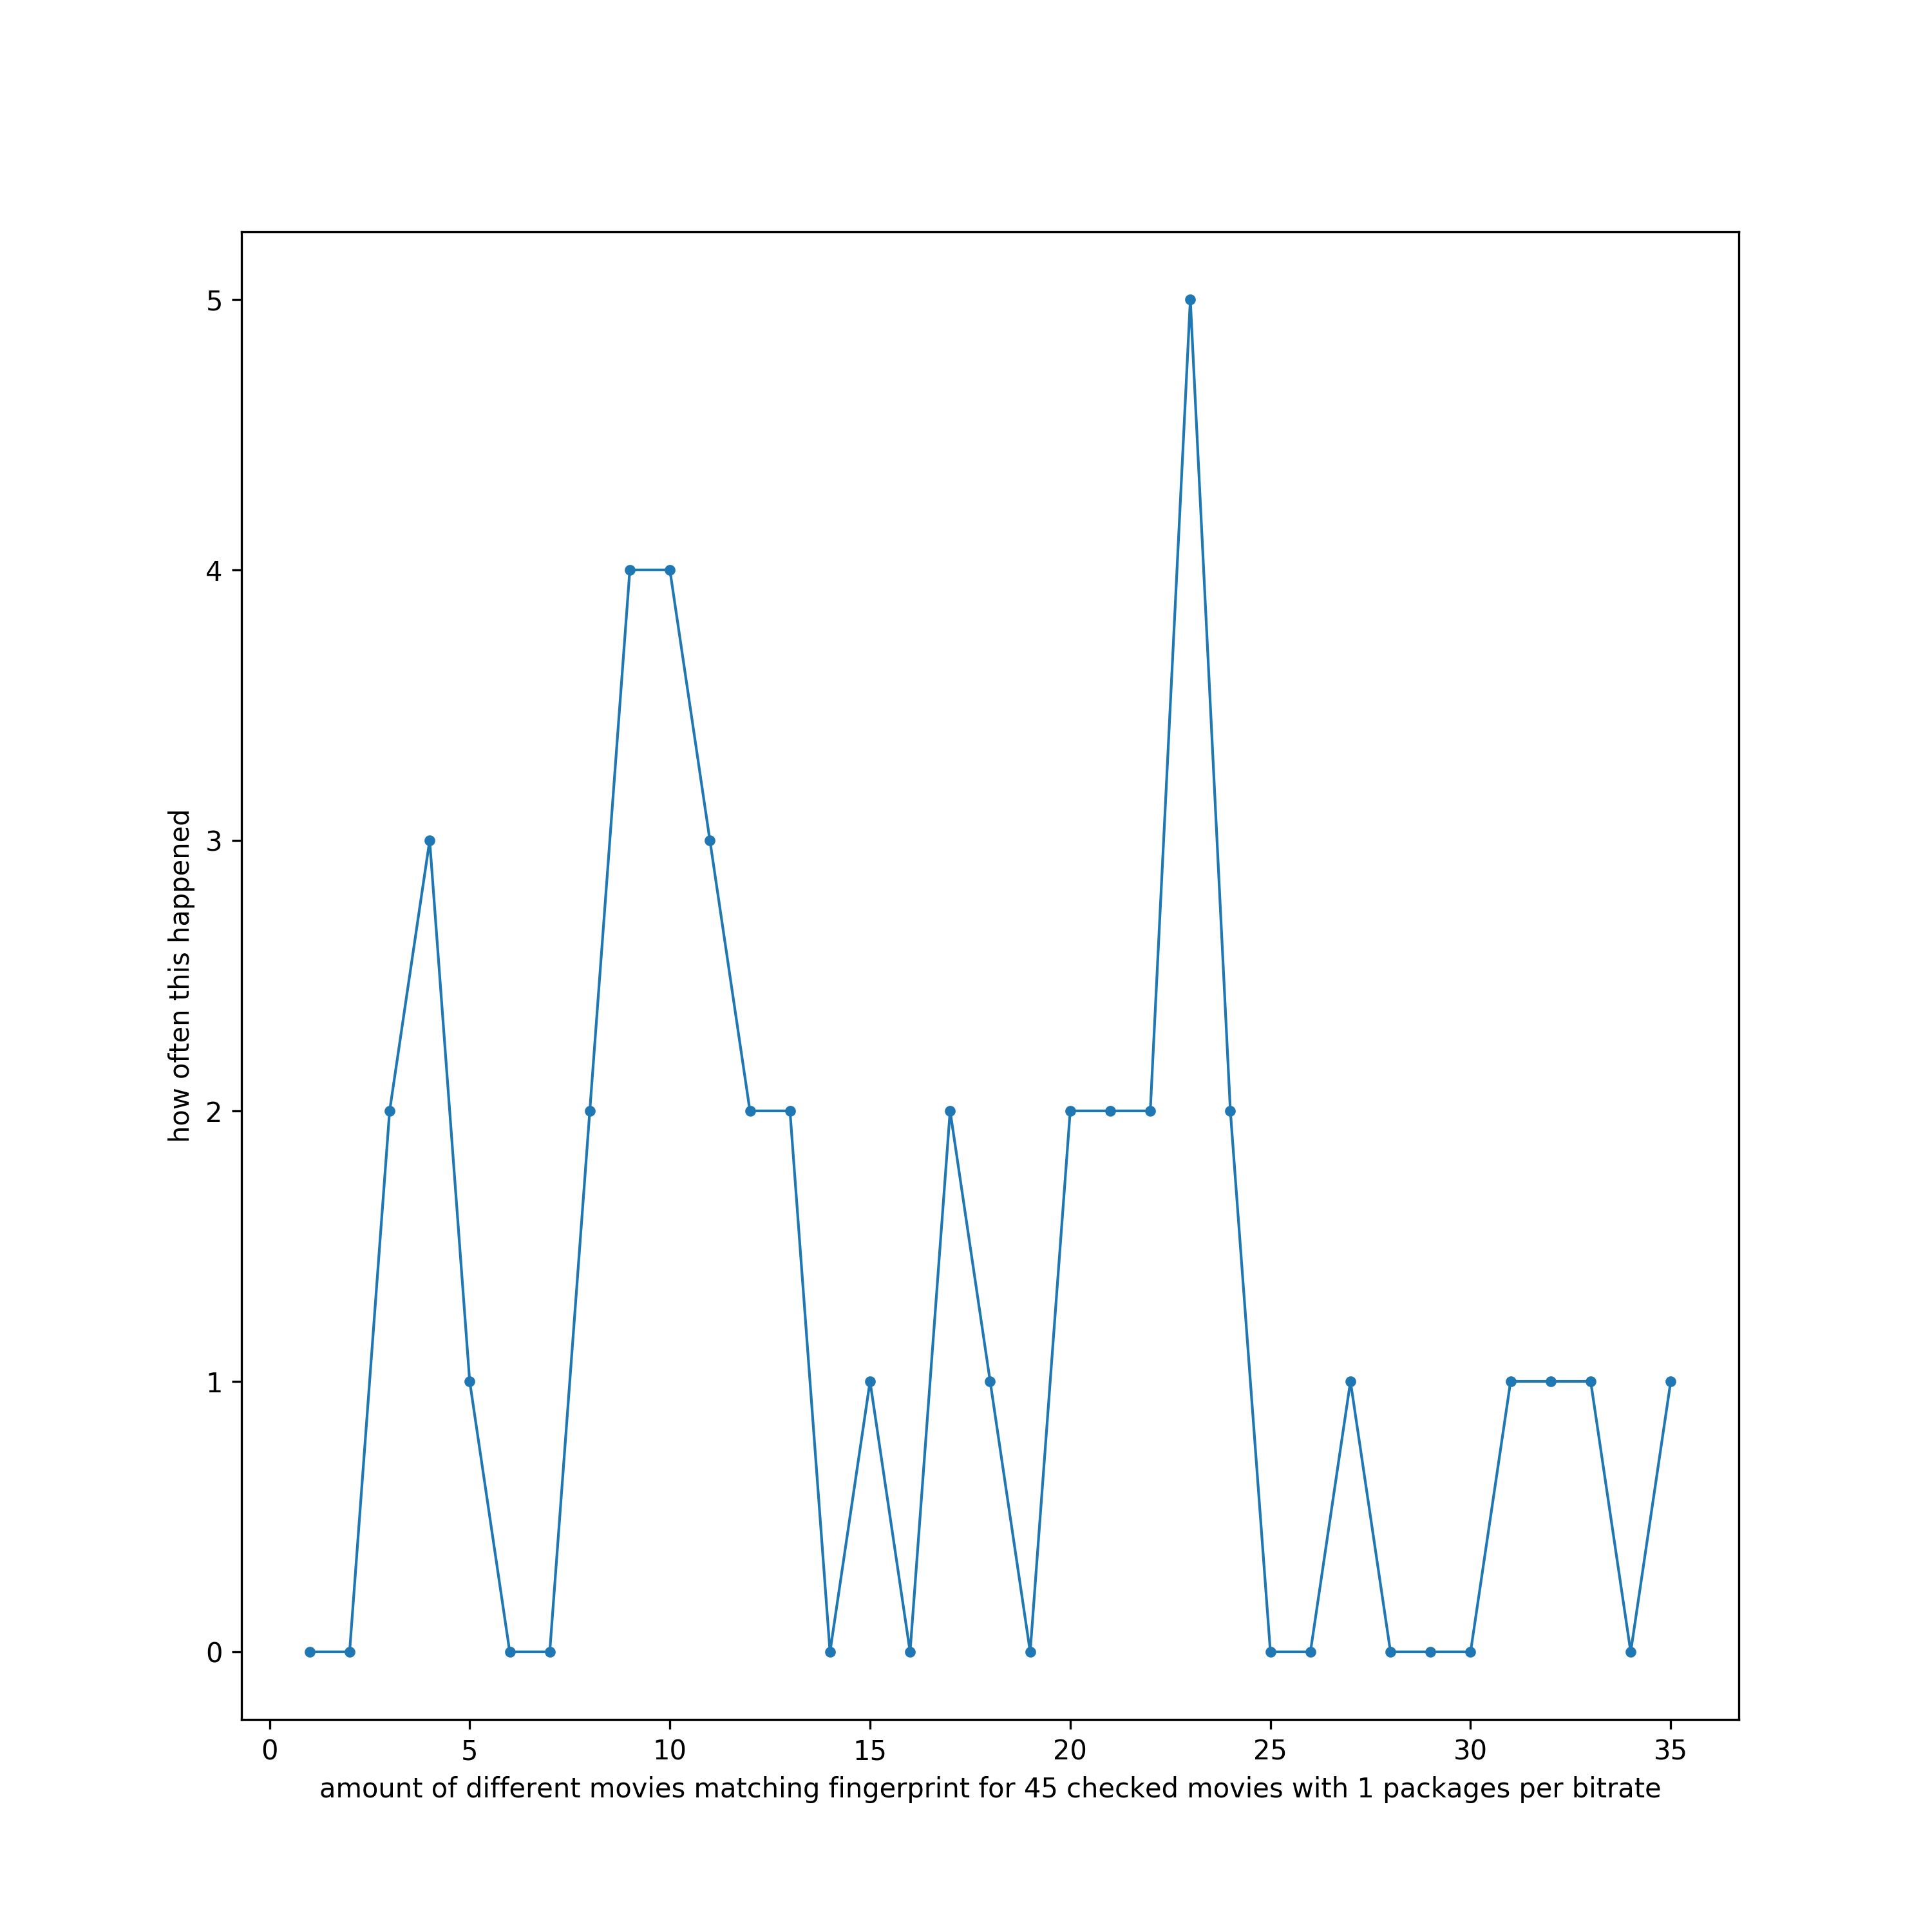 5
4
3
2
1
0
how often this happened
0 5 10 15 20 25 30 35
amount of different movies matching fingerprint for 45 checked movies with 1 packages per bitrate